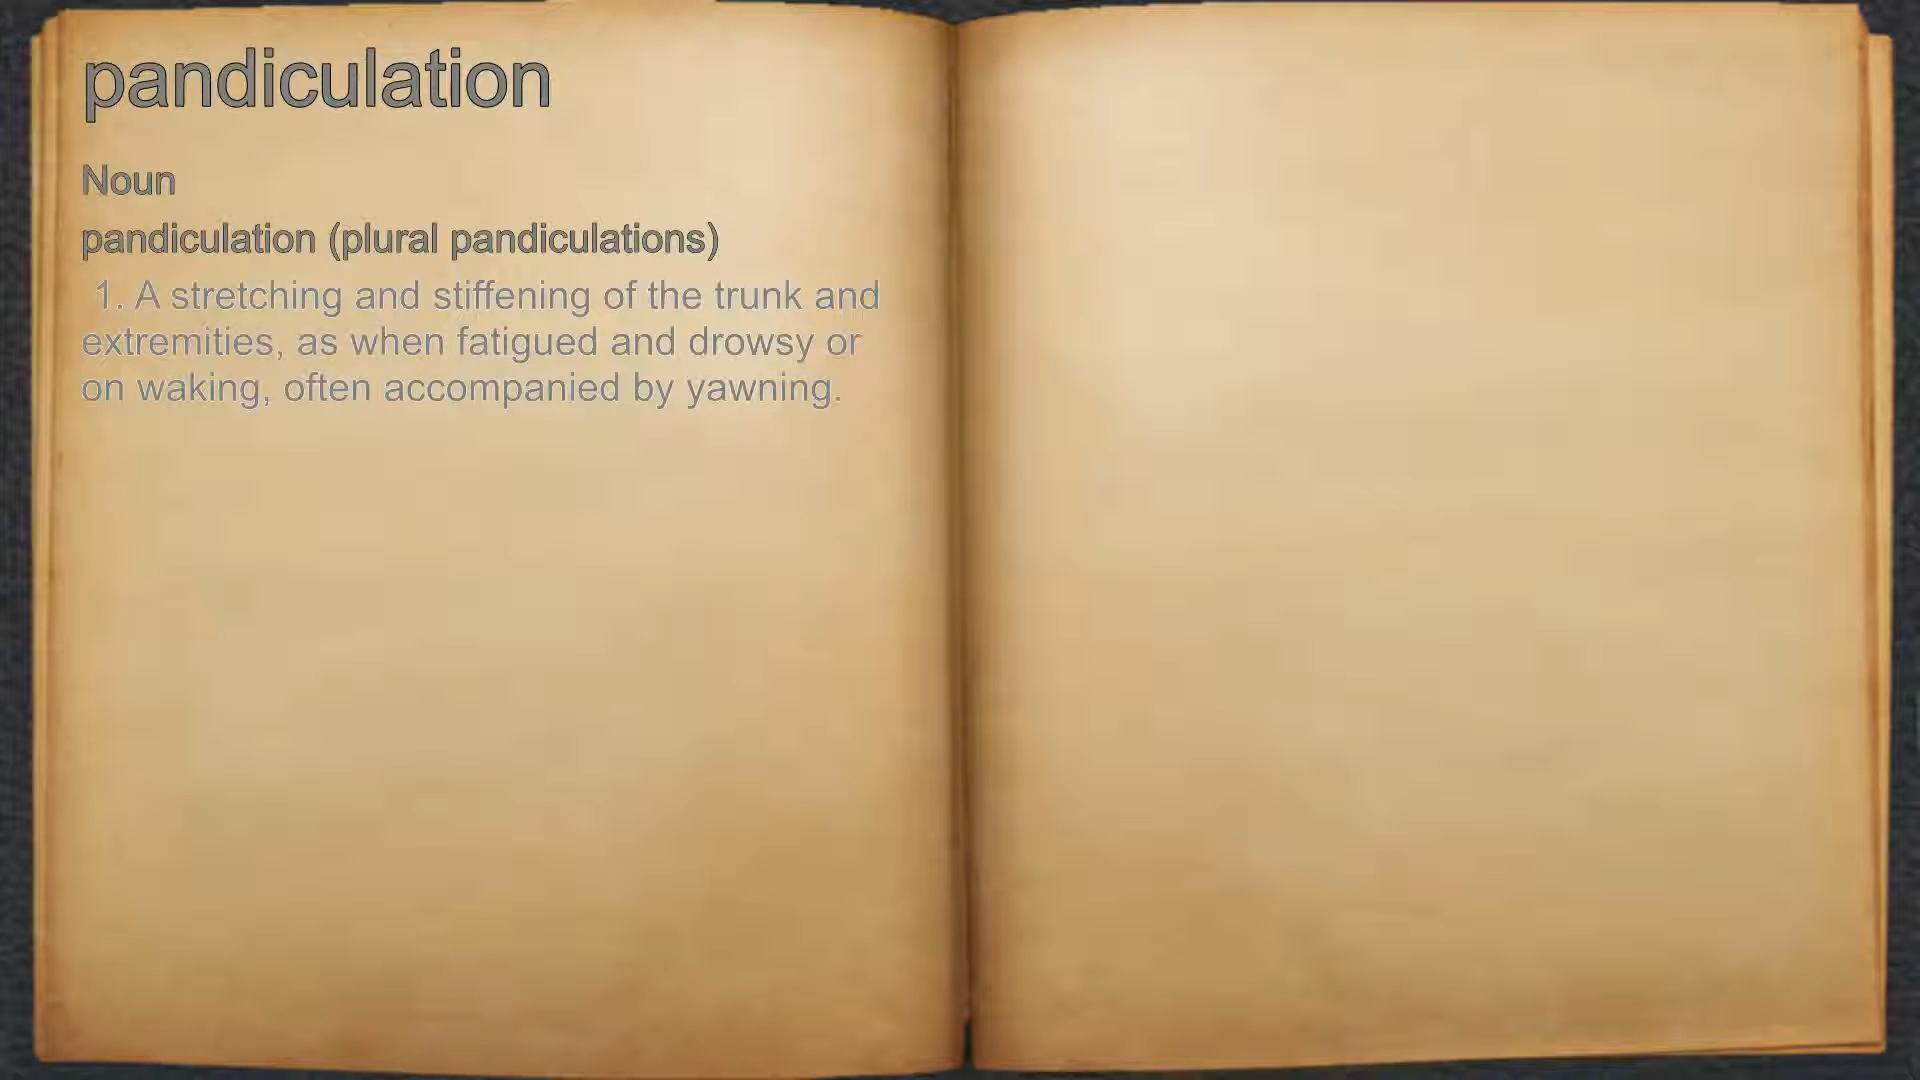 pandiculation
Noun
pandiculation (plural pandiculations)
1. A stretching and stiffening of the trunk and
extremities, as when fatigued and drowsy or
on waking, often accompanied by yawning.